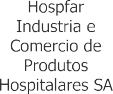 Hospfar
Industria e
Comercio de
Produtos
Hospitalares SA